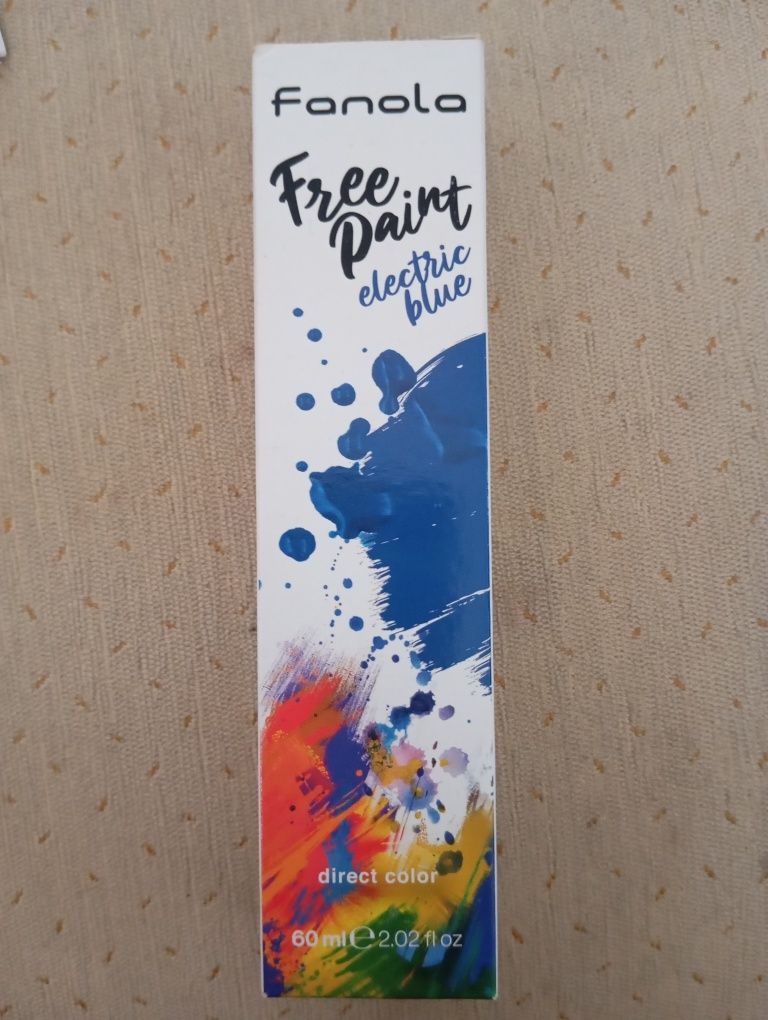 fanola
Free
Paint
electric
blue
direct color
60 ml ℮ 2.02 fl oz